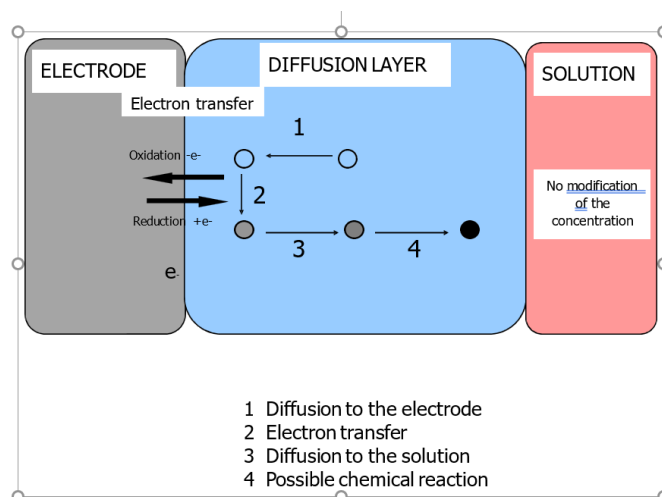 ELECTRODE
DIFFUSION LAYER
SOLUTION
Electron transfer
1
Oxidation -e-
2
Reduction +e-
3
4
e-
No modification
of the
concentration
1 Diffusion to the electrode
2 Electron transfer
3 Diffusion to the solution
4 Possible chemical reaction